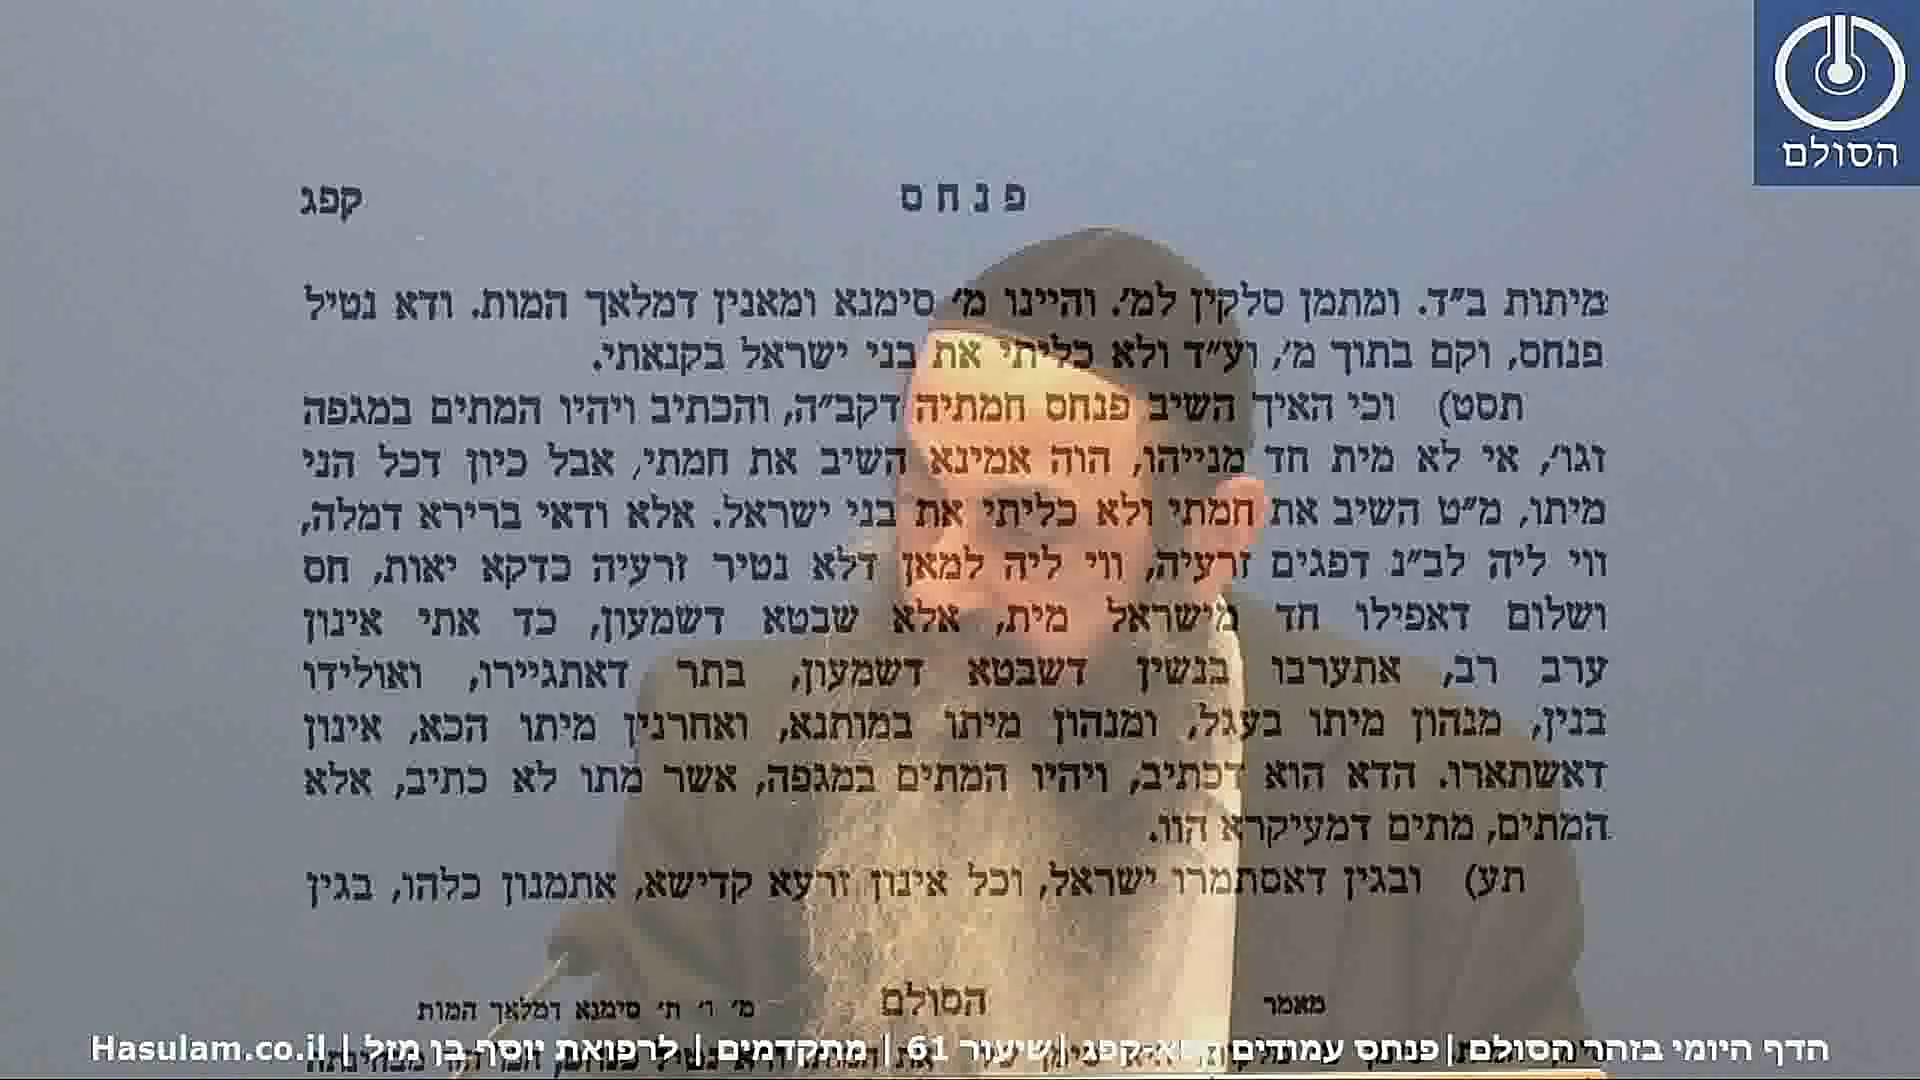 הסולם
פנחס
קפג
מיתות ב״ד. ומתמן סלקין למ׳. והיינו מ׳ סימנא ומאנין דמלאך המות. ודא נטיל
פנחס, וקם בתוך מ׳, וע״ד ולא כליתי את בני ישראל בקנאתי.
תסט) וכי האיך השיב פנחס חמתיה דקב״ה, והכתיב ויהיו המתים במגפה
וגו׳, אי לא מית חד מנייהו, הוה אמינא השיב את חמתי, אבל כיון דכל הני
מיתו, מ״ט השיב את חמתי ולא כליתי את בני ישראל. אלא ודאי ברירא דמלה,
ווי ליה לב״נ דפגים זרעיה, ווי ליה למאן דלא נטיר זרעיה כדקא יאות, חס
ושלום דאפילו חד מישראל מית, אלא שבטא דשמעון, כד אתי אינון
ערב רב, אתערבו בנשין דשבטא דשמעון, בתר דאתגיירו, ואולידו
בנין, מנהון מיתו בעגל, ומנהון מיתו במותנא, ואחרנין מיתו הכא, אינון
דאשתארו. הדא הוא דכתיב, ויהיו המתים במגפה, אשר מתו לא כתיב, אלא
המתים, מתים דמעיקרא הוו.
תע) ובגין דאסתמרו ישראל, וכל אינון זרעא קדישא, אתמנון כלהו, בגין
מאמר הסולם מ׳ ו׳ ת׳ סימנא דמלאך המות
הדף היומי בזהר הסולם | פנחס עמודים א-קפג | שיעור 61 | מתקדמים | לרפואת יוסף בן מזל | Hasulam.co.il